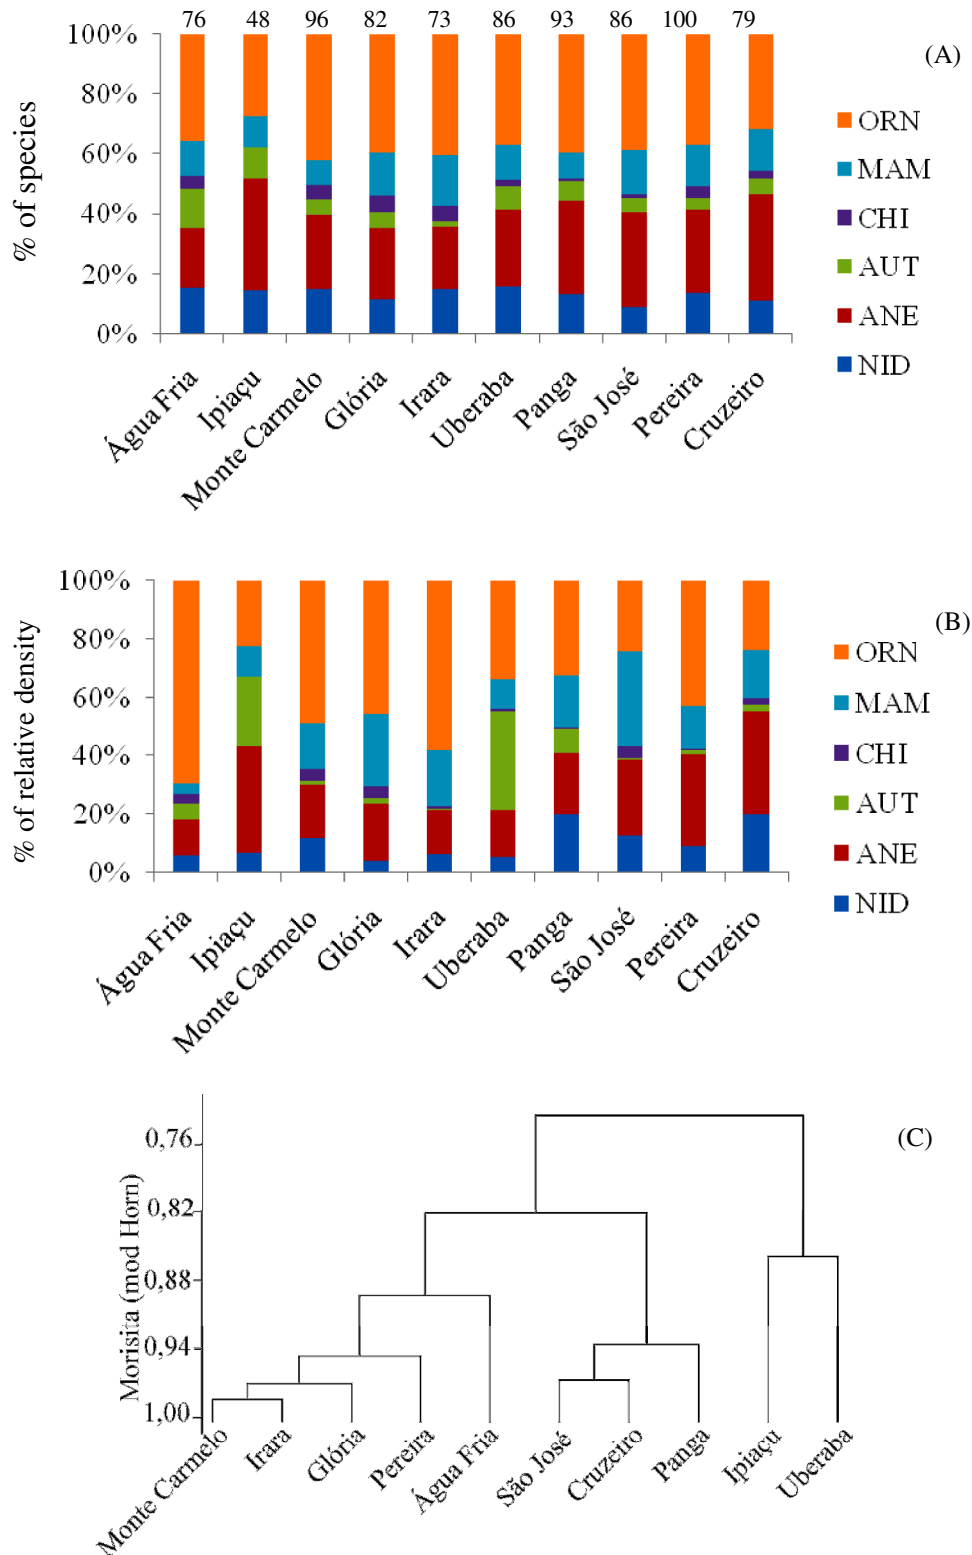 76 48 96 82 73 86 93 86 100 79
100%
80%
60%
40%
20%
0%
% of species
(A)
ORN
MAM
CHI
AUT
ANE
NID
Água Fria
Ipiaçu
Monte Carmelo
Glória
Irara
Uberaba
Panga
São José
Pereira
Cruzeiro
100%
80%
60%
40%
20%
0%
% of relative density
(B)
ORN
MAM
CHI
AUT
ANE
NID
Água Fria
Ipiaçu
Monte Carmelo
Glória
Irara
Uberaba
Panga
São José
Pereira
Cruzeiro
(C)
0,76
0,82
0,88
0,94
1,00
Morisita (mod Horn)
Monte Carmelo
Irara
Glória
Pereira
Água Fria
São José
Cruzeiro
Panga
Ipiaçu
Uberaba